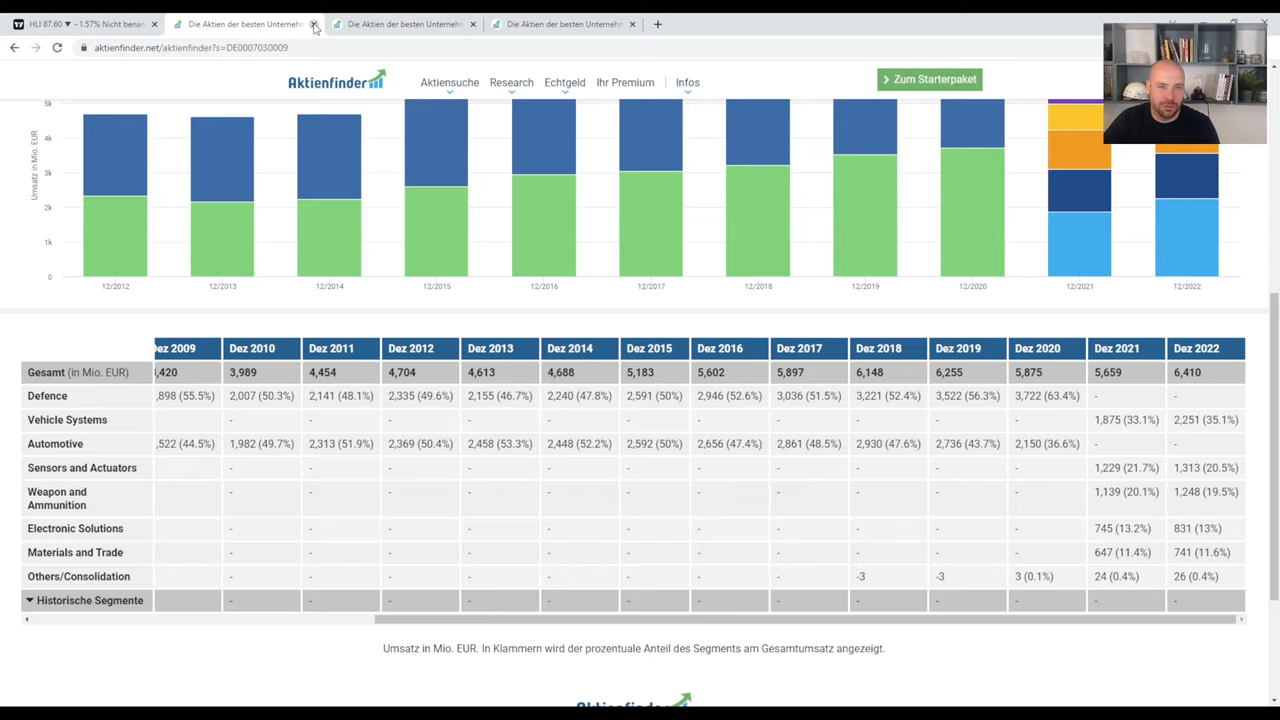 HLI 87.60 ▼ −1.57% Nicht benan
Die Aktien der besten Unternehm
Die Aktien der besten Unternehm
Die Aktien der besten Unternehm
aktienfinder.net/aktienfinder?s=DE0007030009
Aktienfinder
Aktiensuche Research Echtgeld Ihr Premium Infos
Zum Starterpaket
Umsatz in Mio. EUR
5k
4k
3k
2k
1k
0
12/2012 12/2013 12/2014 12/2015 12/2016 12/2017 12/2018 12/2019 12/2020 12/2021 12/2022
Dez 2009 Dez 2010 Dez 2011 Dez 2012 Dez 2013 Dez 2014 Dez 2015 Dez 2016 Dez 2017 Dez 2018 Dez 2019 Dez 2020 Dez 2021 Dez 2022
Gesamt (in Mio. EUR) ,420 3,989 4,454 4,704 4,613 4,688 5,183 5,602 5,897 6,148 6,255 5,875 5,659 6,410
Defence ,898 (55.5%) 2,007 (50.3%) 2,141 (48.1%) 2,335 (49.6%) 2,155 (46.7%) 2,240 (47.8%) 2,591 (50%) 2,946 (52.6%) 3,036 (51.5%) 3,221 (52.4%) 3,522 (56.3%) 3,722 (63.4%) - -
Vehicle Systems - - - - - - - - - - - 1,875 (33.1%) 2,251 (35.1%)
Automotive ,522 (44.5%) 1,982 (49.7%) 2,313 (51.9%) 2,369 (50.4%) 2,458 (53.3%) 2,448 (52.2%) 2,592 (50%) 2,656 (47.4%) 2,861 (48.5%) 2,930 (47.6%) 2,736 (43.7%) 2,150 (36.6%) - -
Sensors and Actuators - - - - - - - - - - - 1,229 (21.7%) 1,313 (20.5%)
Weapon and
Ammunition - - - - - - - - - - - 1,139 (20.1%) 1,248 (19.5%)
Electronic Solutions - - - - - - - - - - - 745 (13.2%) 831 (13%)
Materials and Trade - - - - - - - - - - - 647 (11.4%) 741 (11.6%)
Others/Consolidation - - - - - - - - -3 -3 3 (0.1%) 24 (0.4%) 26 (0.4%)
Historische Segmente - - - - - - - - - - - - -
Umsatz in Mio. EUR. In Klammern wird der prozentuale Anteil des Segments am Gesamtumsatz angezeigt.
Aktienfinder